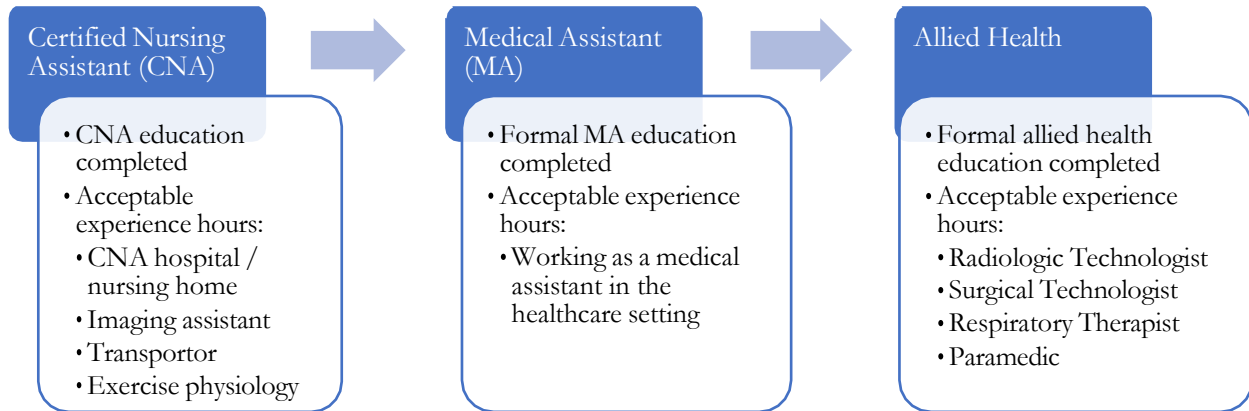 Certified Nursing
Assistant (CNA)
• CNA education
completed
• Acceptable
experience hours:
• CNA hospital /
nursing home
• Imaging assistant
• Transportor
• Exercise physiology
Medical Assistant
(MA)
• Formal MA education
completed
• Acceptable experience
hours:
• Working as a medical
assistant in the
healthcare setting
Allied Health
• Formal allied health
education completed
• Acceptable experience
hours:
• Radiologic Technologist
• Surgical Technologist
• Respiratory Therapist
• Paramedic